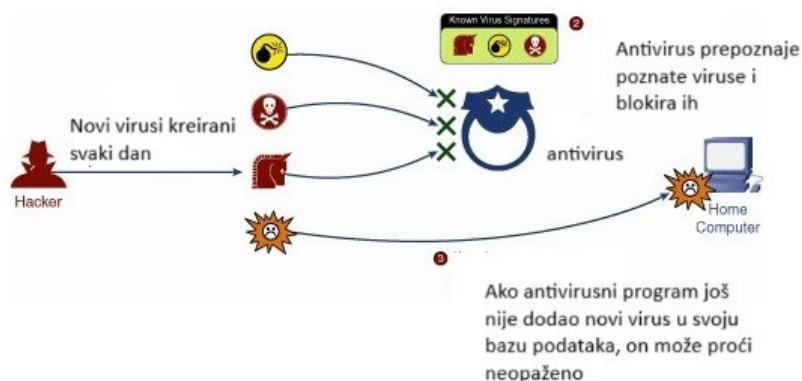 Known Virus Signatures
2
Antivirus prepoznaje
poznate viruse i
blokira ih
Novi virusi kreirani
svaki dan
antivirus
Hacker
Home
Computer
3
Ako antivirusni program još
nije dodao novi virus u svoju
bazu podataka, on može proći
neopaženo